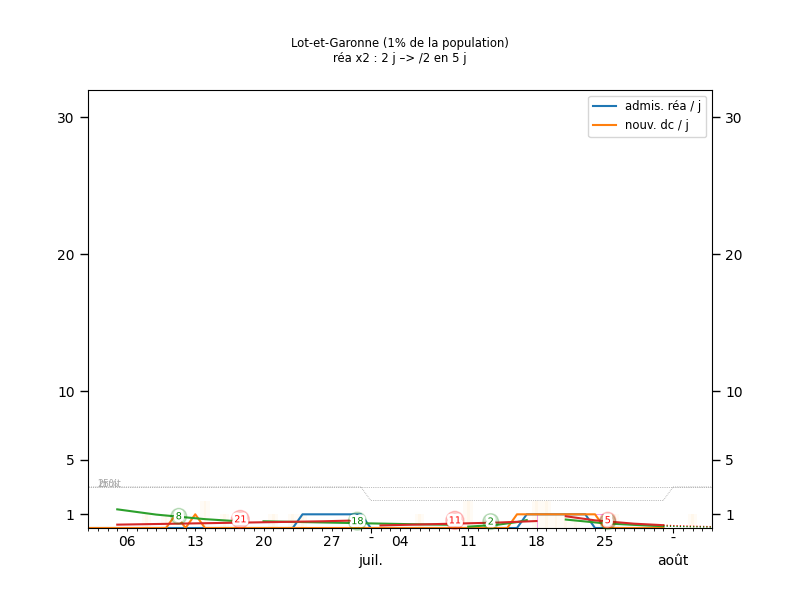 Lot-et-Garonne (1% de la population)
réa x2 : 2 j –> /2 en 5 j
admis. réa / j
nouv. dc / j
30 30
20 20
10 10
5 5
1 1
8 21 18 11 2 5
06 13 20 27 - 04 11 18 25 -
juil. août